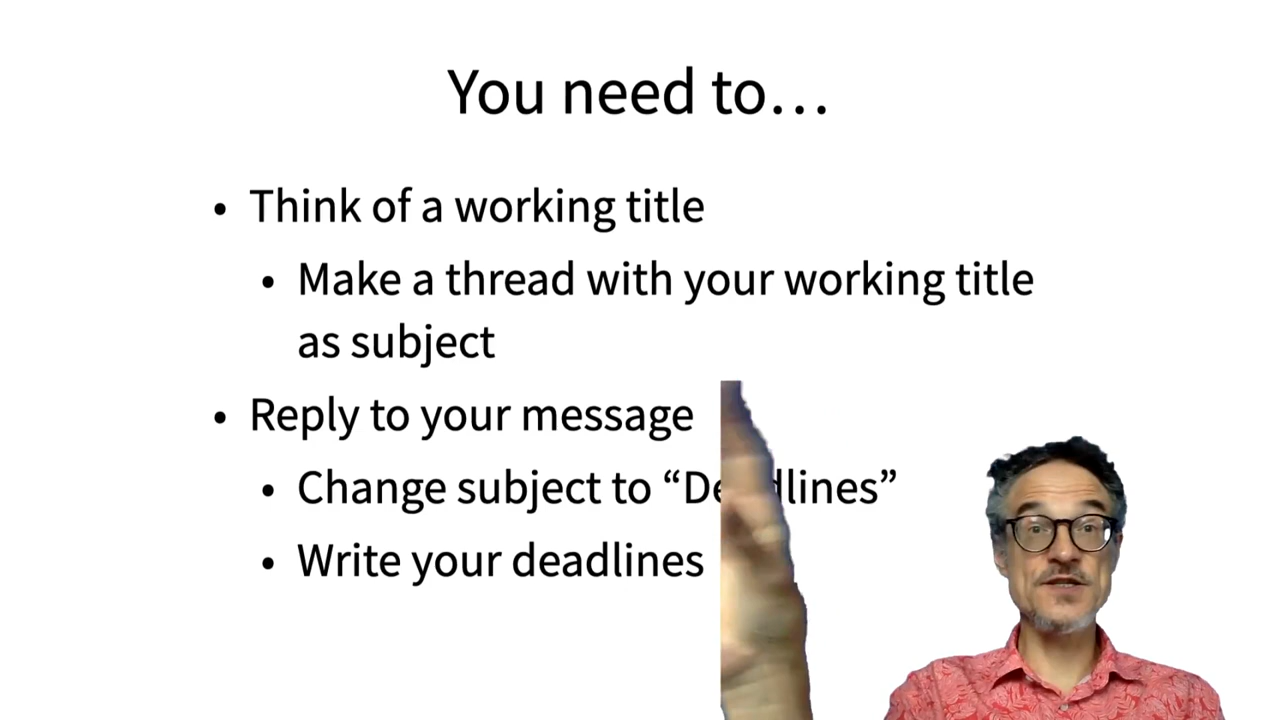 You need to…
• Think of a working title
• Make a thread with your working title
as subject
• Reply to your message
• Change subject to “Deadlines”
• Write your deadlines